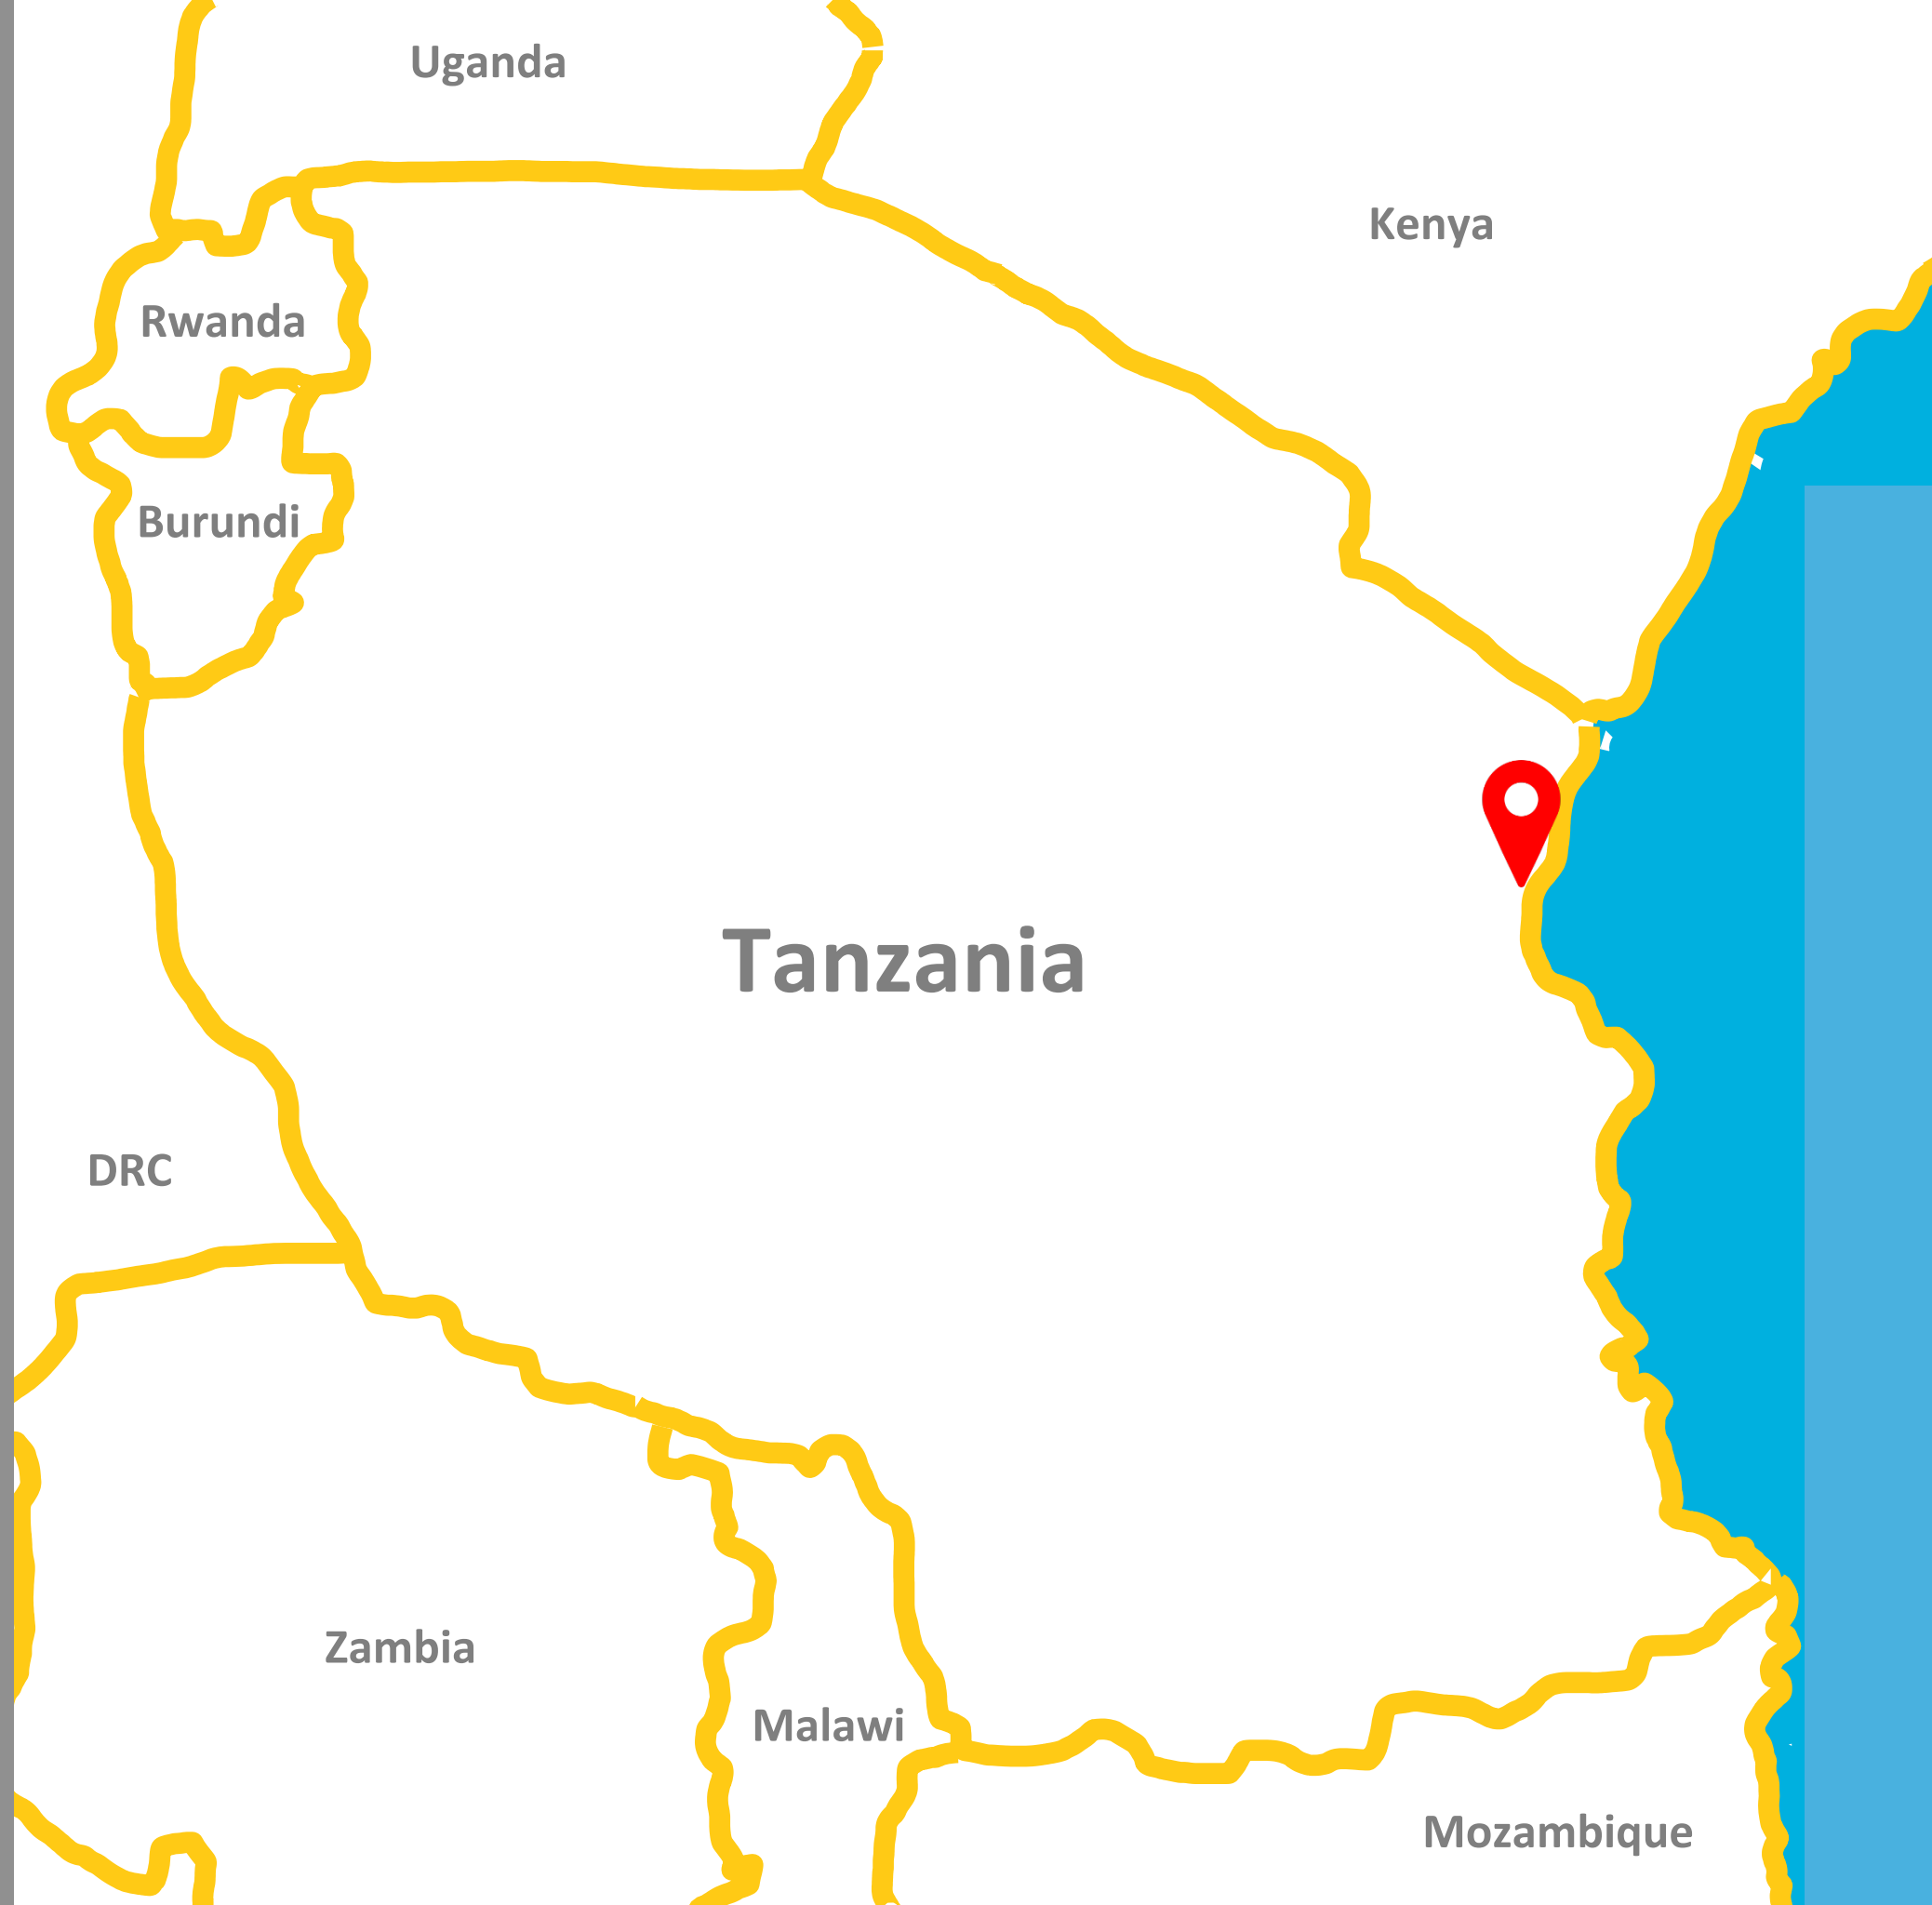 Uganda
Kenya
Rwanda
Burundi
Tanzania
DRC
Zambia
Malawi
Mozambique